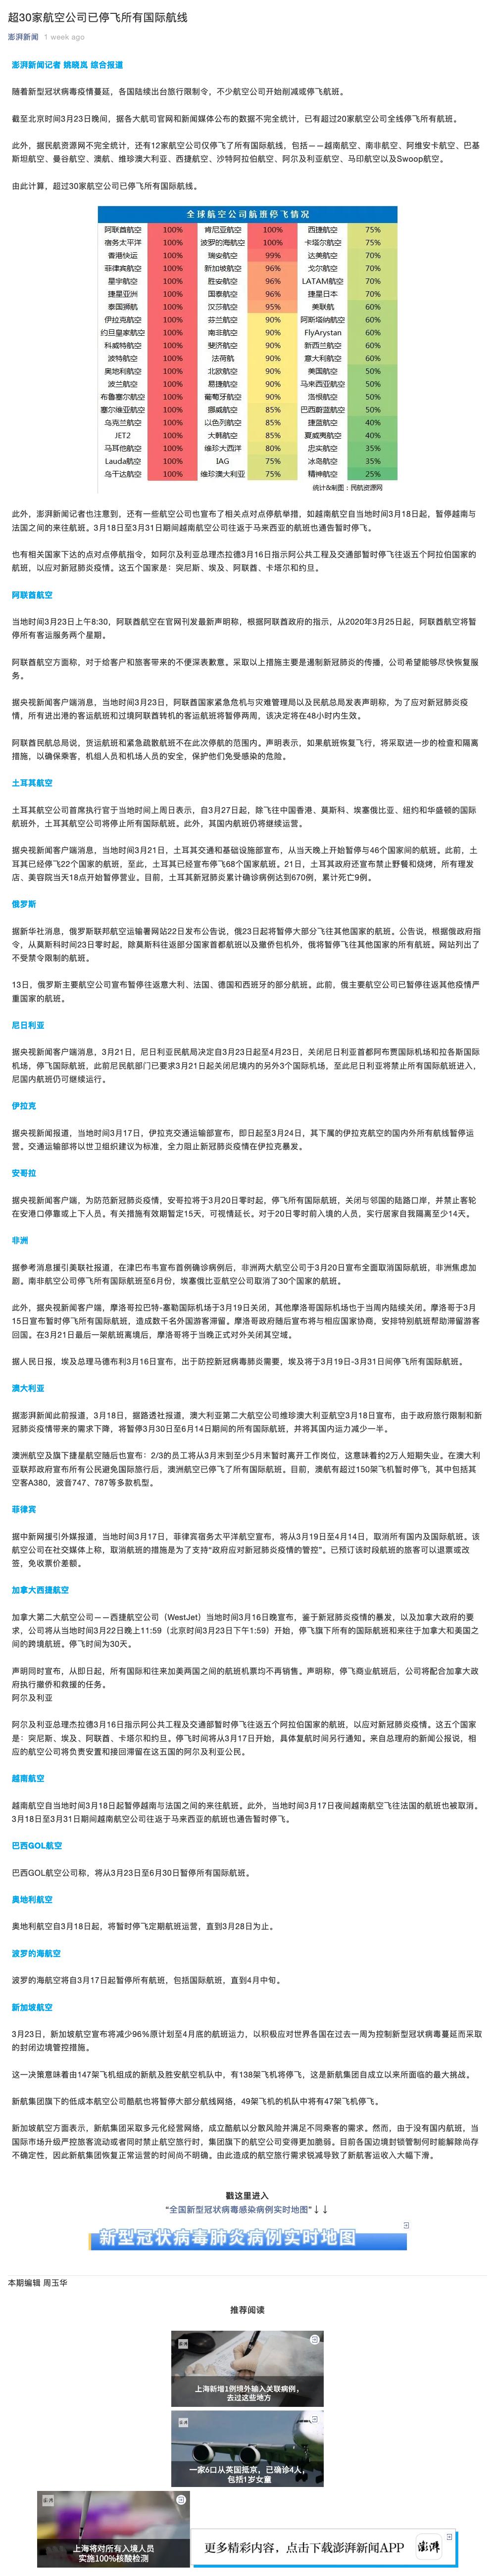 超30家航空公司已停飞所有国际航线
澎湃新闻 1 week ago
澎湃新闻记者 姚晓岚 综合报道
随着新型冠状病毒疫情蔓延，各国陆续出台旅行限制令，不少航空公司开始削减或停飞航班。
截至北京时间3月23日晚间，据各大航司官网和新闻媒体公布的数据不完全统计，已有超过20家航空公司全线停飞所有航班。
此外，据民航资源网不完全统计，还有12家航空公司仅停飞了所有国际航班，包括——越南航空、南非航空、阿维安卡航空、巴基
斯坦航空、曼谷航空、澳航、维珍澳大利亚、西捷航空、沙特阿拉伯航空、阿尔及利亚航空、马印航空以及Swoop航空。
由此计算，超过30家航空公司已停飞所有国际航线。
全球航空公司航班停飞情况
阿联酋航空 100% 肯尼亚航空 100% 西捷航空 75%
宿务太平洋 100% 波罗的海航空 100% 卡塔尔航空 75%
香港快运 100% 瑞安航空 99% 达美航空 70%
菲律宾航空 100% 新加坡航空 96% 戈尔航空 70%
星宇航空 100% 胜安航空 96% LATAM航空 70%
捷星亚洲 100% 国泰航空 96% 捷星日本 70%
泰国狮航 100% 汉莎航空 95% 美联航 60%
伊拉克航空 100% 芬兰航空 90% 阿斯塔纳航空 60%
约旦皇家航空 100% 南非航空 90% FlyArystan 60%
科威特航空 100% 斐济航空 90% 新西兰航空 60%
波特航空 100% 法荷航 90% 意大利航空 60%
奥地利航空 100% 北欧航空 90% 美国航空 50%
波兰航空 100% 易捷航空 90% 马来西亚航空 50%
布鲁塞尔航空 100% 葡萄牙航空 90% 洛根航空 50%
塞尔维亚航空 100% 挪威航空 85% 巴西蔚蓝航空 50%
乌克兰航空 100% 以色列航空 85% 捷蓝航空 40%
JET2 100% 大韩航空 85% 夏威夷航空 40%
马耳他航空 100% 维珍大西洋 80% 忠实航空 35%
Lauda航空 100% IAG 75% 冰岛航空 35%
乌干达航空 100% 维珍澳大利亚 75% 精神航空 25%
统计&制图：民航资源网
此外，澎湃新闻记者也注意到，还有一些航空公司也宣布了相关点对点停航举措，如越南航空自当地时间3月18日起，暂停越南与
法国之间的来往航班。3月18日至3月31日期间越南航空公司往返于马来西亚的航班也通告暂时停飞。
也有相关国家下达的点对点停航指令，如阿尔及利亚总理杰拉德3月16日指示阿公共工程及交通部暂时停飞往返五个阿拉伯国家的
航班，以应对新冠肺炎疫情。这五个国家是：突尼斯、埃及、阿联酋、卡塔尔和约旦。
阿联酋航空
当地时间3月23日上午8:30，阿联酋航空在官网刊发最新声明称，根据阿联酋政府的指示，从2020年3月25日起，阿联酋航空将暂
停所有客运服务两个星期。
阿联酋航空方面称，对于给客户和旅客带来的不便深表歉意。采取以上措施主要是遏制新冠肺炎的传播，公司希望能够尽快恢复服
务。
据央视新闻客户端消息，当地时间3月23日，阿联酋国家紧急危机与灾难管理局以及民航总局发表声明称，为了应对新冠肺炎疫
情，所有进出港的客运航班和过境阿联酋转机的客运航班将暂停两周，该决定将在48小时内生效。
阿联酋民航总局说，货运航班和紧急疏散航班不在此次停航的范围内。声明表示，如果航班恢复飞行，将采取进一步的检查和隔离
措施，以确保乘客，机组人员和机场人员的安全，保护他们免受感染的危险。
土耳其航空
土耳其航空公司首席执行官于当地时间上周日表示，自3月27日起，除飞往中国香港、莫斯科、埃塞俄比亚、纽约和华盛顿的国际
航班外，土耳其航空公司将停止所有国际航班。此外，其国内航班仍将继续运营。
据央视新闻客户端消息，当地时间3月21日，土耳其交通和基础设施部宣布，从当天晚上开始暂停与46个国家间的航班。此前，土
耳其已经停飞22个国家的航班，至此，土耳其已经宣布停飞68个国家航班。21日，土耳其政府还宣布禁止野餐和烧烤，所有理发
店、美容院当天18点开始暂停营业。目前，土耳其新冠肺炎累计确诊病例达到670例，累计死亡9例。
俄罗斯
据新华社消息，俄罗斯联邦航空运输署网站22日发布公告说，俄23日起将暂停大部分飞往其他国家的航班。公告说，根据俄政府指
令，从莫斯科时间23日零时起，除莫斯科往返部分国家首都航班以及撤侨包机外，俄将暂停飞往其他国家的所有航班。网站列出了
不受禁令限制的航班。
13日，俄罗斯主要航空公司宣布暂停往返意大利、法国、德国和西班牙的部分航班。此前，俄主要航空公司已暂停往返其他疫情严
重国家的航班。
尼日利亚
据央视新闻客户端消息，3月21日，尼日利亚民航局决定自3月23日起至4月23日，关闭尼日利亚首都阿布贾国际机场和拉各斯国际
机场，停飞国际航班，此前尼民航部门已要求3月21日起关闭尼境内的另外3个国际机场，至此尼日利亚将禁止所有国际航班进入，
尼国内航班仍可继续运行。
伊拉克
据央视新闻报道，当地时间3月17日，伊拉克交通运输部宣布，即日起至3月24日，其下属的伊拉克航空的国内外所有航线暂停运
营。交通运输部将以世卫组织建议为标准，全力阻止新冠肺炎疫情在伊拉克暴发。
安哥拉
据央视新闻客户端，为防范新冠肺炎疫情，安哥拉将于3月20日零时起，停飞所有国际航班，关闭与邻国的陆路口岸，并禁止客轮
在安港口停靠或上下人员。有关措施有效期暂定15天，可视情延长。对于20日零时前入境的人员，实行居家自我隔离至少14天。
非洲
据参考消息援引美联社报道，在津巴布韦宣布首例确诊病例后，非洲两大航空公司于3月20日宣布全面取消国际航班，非洲焦虑加
剧。南非航空公司停飞所有国际航班至6月份，埃塞俄比亚航空公司取消了30个国家的航班。
此外，据央视新闻客户端，摩洛哥拉巴特-塞勒国际机场于3月19日关闭，其他摩洛哥国际机场也于当周内陆续关闭。摩洛哥于3月
15日宣布暂时停飞所有国际航班，造成数千名外国游客滞留。摩洛哥政府随后宣布将与相应国家协商，安排特别航班帮助滞留游客
回国。在3月21日最后一架航班离境后，摩洛哥将于当晚正式对外关闭其空域。
据人民日报，埃及总理马德布利3月16日宣布，出于防控新冠病毒肺炎需要，埃及将于3月19日-3月31日间停飞所有国际航班。
澳大利亚
据澎湃新闻此前报道，3月18日，据路透社报道，澳大利亚第二大航空公司维珍澳大利亚航空3月18日宣布，由于政府旅行限制和新
冠肺炎疫情带来的需求下降，将暂停3月30日至6月14日期间的所有国际航班，并将其国内运力减少一半。
澳洲航空及旗下捷星航空随后也宣布：2/3的员工将从3月末到至少5月末暂时离开工作岗位，这意味着约2万人短期失业。在澳大利
亚联邦政府宣布所有公民避免国际旅行后，澳洲航空已停飞了所有国际航班。目前，澳航有超过150架飞机暂时停飞，其中包括其
空客A380，波音747、787等多款机型。
菲律宾
据中新网援引外媒报道，当地时间3月17日，菲律宾宿务太平洋航空宣布，将从3月19日至4月14日，取消所有国内及国际航班。该
航空公司在社交媒体上称，取消航班的措施是为了支持“政府应对新冠肺炎疫情的管控”。已预订该时段航班的旅客可以退票或改
签，免收票价差额。
加拿大西捷航空
加拿大第二大航空公司——西捷航空公司（WestJet）当地时间3月16日晚宣布，鉴于新冠肺炎疫情的暴发，以及加拿大政府的要
求，公司将从当地时间3月22日晚上11:59（北京时间3月23日下午1:59）开始，停飞旗下所有的国际航班和来往于加拿大和美国之
间的跨境航班。停飞时间为30天。
声明同时宣布，从即日起，所有国际和往来加美两国之间的航班机票均不再销售。声明称，停飞商业航班后，公司将配合加拿大政
府执行撤侨和救援的任务。
阿尔及利亚
阿尔及利亚总理杰拉德3月16日指示阿公共工程及交通部暂时停飞往返五个阿拉伯国家的航班，以应对新冠肺炎疫情。这五个国家
是：突尼斯、埃及、阿联酋、卡塔尔和约旦。停飞时间将从3月17日开始，具体复航时间另行通知。来自总理府的新闻公报说，相
应的航空公司将负责安置和接回滞留在这五国的阿尔及利亚公民。
越南航空
越南航空自当地时间3月18日起暂停越南与法国之间的来往航班。此外，当地时间3月17日夜间越南航空飞往法国的航班也被取消。
3月18日至3月31日期间越南航空公司往返于马来西亚的航班也通告暂时停飞。
巴西GOL航空
巴西GOL航空公司称，将从3月23日至6月30日暂停所有国际航班。
奥地利航空
奥地利航空自3月18日起，将暂时停飞定期航班运营，直到3月28日为止。
波罗的海航空
波罗的海航空将自3月17日起暂停所有航班，包括国际航班，直到4月中旬。
新加坡航空
3月23日，新加坡航空宣布将减少96%原计划至4月底的航班运力，以积极应对世界各国在过去一周为控制新型冠状病毒蔓延而采取
的封闭边境管控措施。
这一决策意味着由147架飞机组成的新航及胜安航空机队中，有138架飞机将停飞，这是新航集团自成立以来所面临的最大挑战。
新航集团旗下的低成本航空公司酷航也将暂停大部分航线网络，49架飞机的机队中将有47架飞机停飞。
新加坡航空方面表示，新航集团采取多元化经营网络，成立酷航以分散风险并满足不同乘客的需求。然而，由于没有国内航班，当
国际市场升级严控旅客流动或者同时禁止航空旅行时，集团旗下的航空公司变得更加脆弱。目前各国边境封锁管制何时能解除尚存
不确定性，因此新航集团恢复正常运营的时间尚不明确。由此造成的航空旅行需求锐减导致了新航客运收入大幅下滑。
戳这里进入
“全国新型冠状病毒感染病例实时地图”↓↓
新型冠状病毒肺炎病例实时地图
本期编辑 周玉华
推荐阅读
澎湃
上海新增1例境外输入关联病例，
去过这些地方
澎湃
一家6口从英国抵京，已确诊4人，
包括1岁女童
澎湃
上海将对所有入境人员
实施100%核酸检测
更多精彩内容，点击下载澎湃新闻APP
澎湃